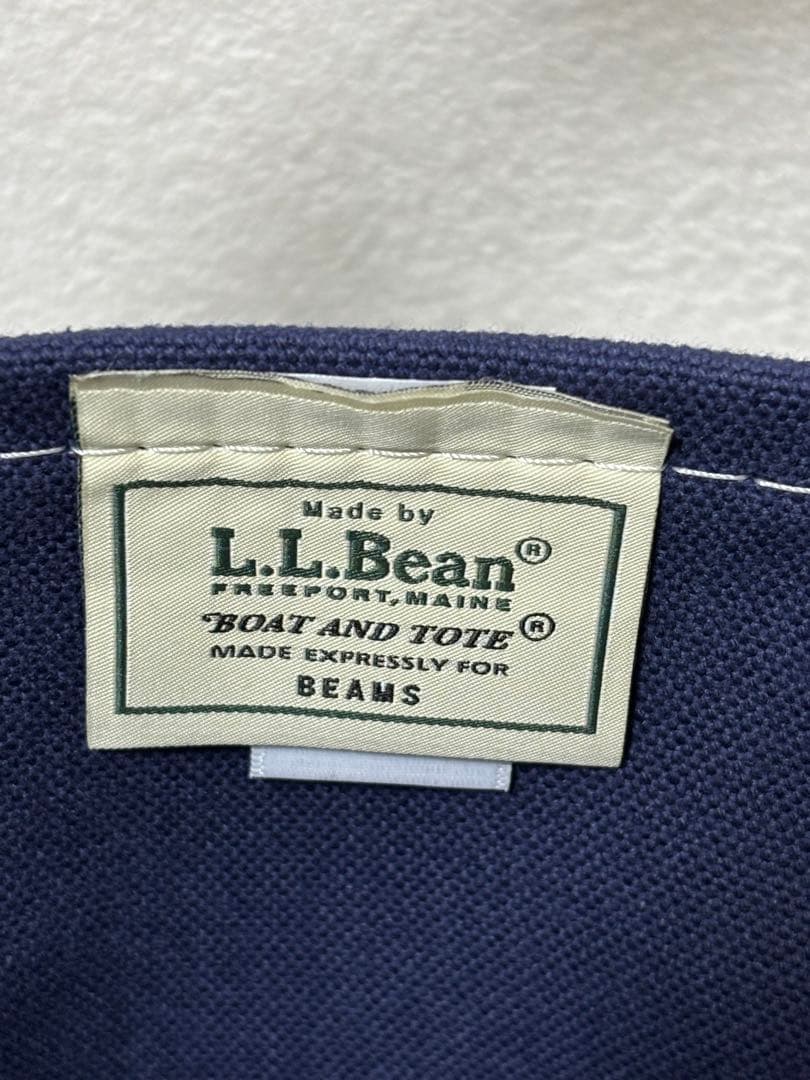 Made by
L.L.Bean®
FREEPORT, MAINE
BOAT AND TOTE®
MADE EXPRESSLY FOR
BEAMS